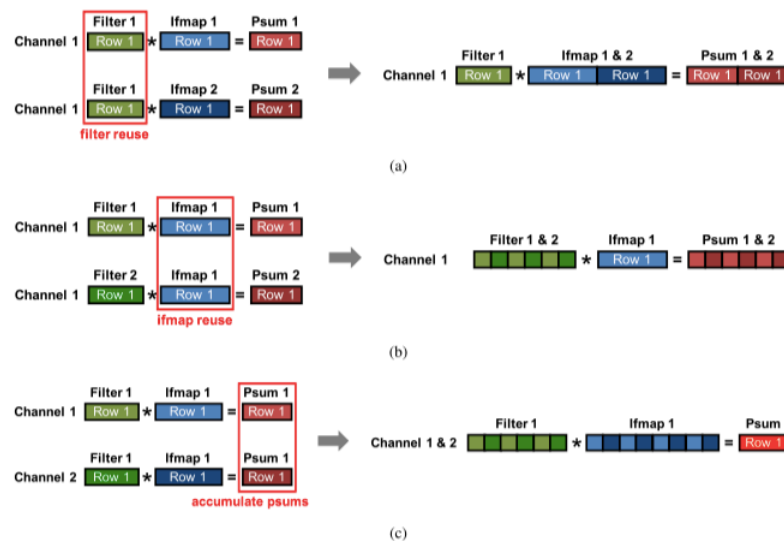 Filter 1 Ifmap 1 Psum 1
Channel 1 Row 1 * Row 1 = Row 1
Filter 1 Ifmap 2 Psum 2
Channel 1 Row 1 * Row 1 = Row 1
filter reuse
Filter 1 Ifmap 1 & 2 Psum 1 & 2
Channel 1 Row 1 * Row 1 Row 1 = Row 1 Row 1
(a)
Filter 1 Ifmap 1 Psum 1
Channel 1 Row 1 * Row 1 = Row 1
Filter 2 Ifmap 1 Psum 2
Channel 1 Row 1 * Row 1 = Row 1
ifmap reuse
Filter 1 & 2 Ifmap 1 Psum 1 & 2
Channel 1 * Row 1 =
(b)
Filter 1 Ifmap 1 Psum 1
Channel 1 Row 1 * Row 1 = Row 1
Filter 1 Ifmap 1 Psum 1
Channel 2 Row 1 * Row 1 = Row 1
accumulate psums
Filter 1 Ifmap 1 Psum
Channel 1 & 2 * = Row 1
(c)